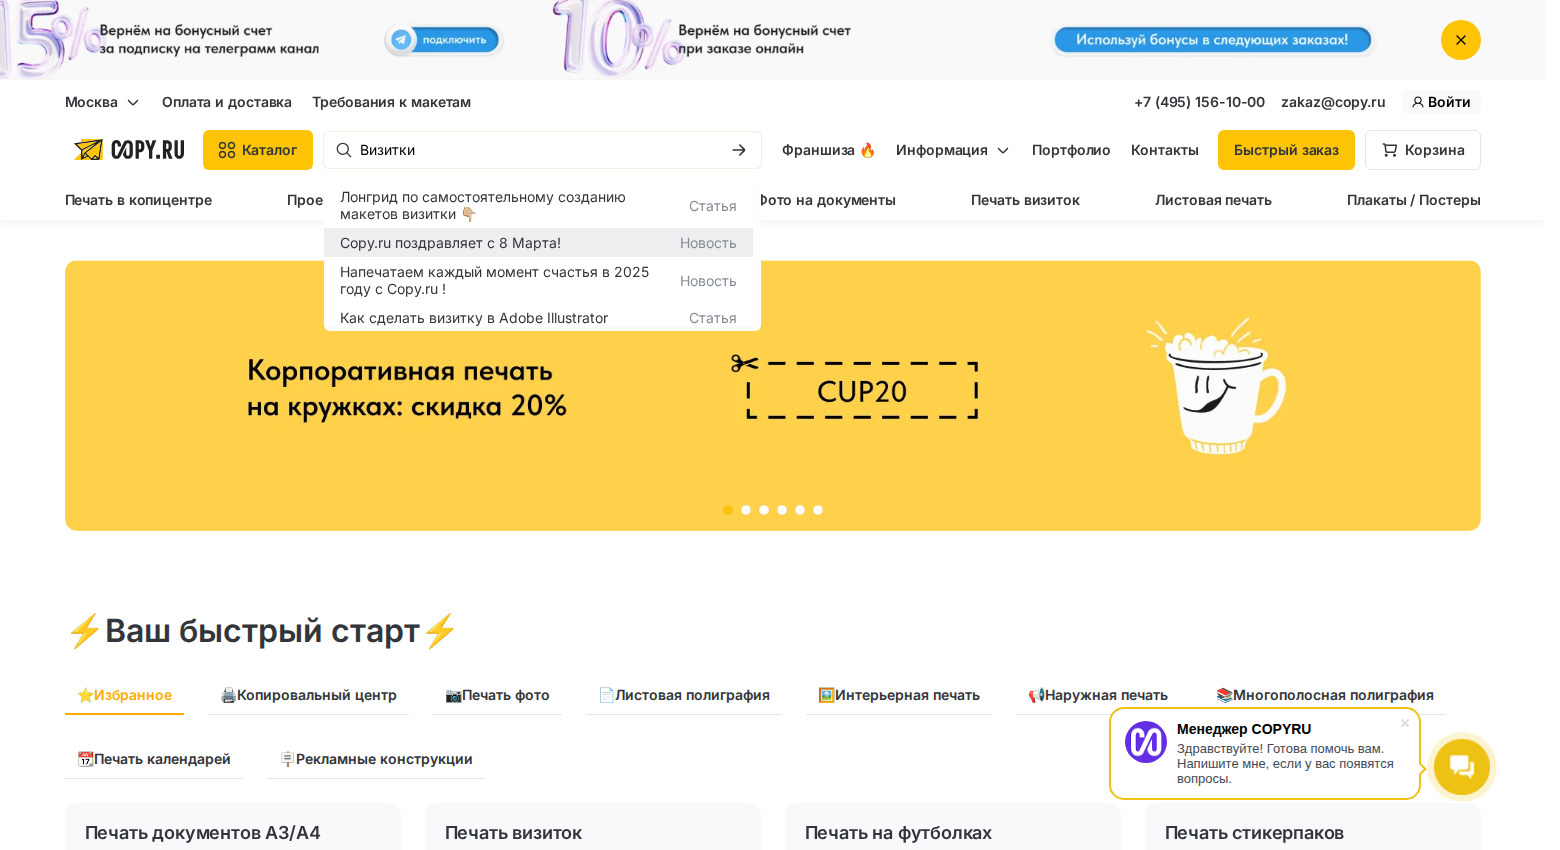 15%
Вернём на бонусный счет
за подписку на телеграмм канал
подключить
10%
Вернём на бонусный счет
при заказе онлайн
Используй бонусы в следующих заказах!
Москва
Оплата и доставка
Требования к макетам
+7 (495) 156-10-00
zakaz@copy.ru
Войти
COPY.RU
Каталог
Визитки
Франшиза 🔥
Информация
Портфолио
Контакты
Быстрый заказ
Корзина
Печать в копицентре
Прое
Фото на документы
Печать визиток
Листовая печать
Плакаты / Постеры
Лонгрид по самостоятельному созданию
макетов визитки 👇🏼
Статья
Copy.ru поздравляет с 8 Марта!
Новость
Напечатаем каждый момент счастья в 2025
году с Copy.ru !
Новость
Как сделать визитку в Adobe Illustrator
Статья
Корпоративная печать
на кружках: скидка 20%
CUP20
⚡Ваш быстрый старт⚡
⭐Избранное
🖨️Копировальный центр
📷Печать фото
📄Листовая полиграфия
🖼️Интерьерная печать
📢Наружная печать
📚Многополосная полиграфия
📆Печать календарей
🪧Рекламные конструкции
Менеджер COPYRU
Здравствуйте! Готова помочь вам.
Напишите мне, если у вас появятся
вопросы.
Печать документов А3/А4
Печать визиток
Печать на футболках
Печать стикерпаков